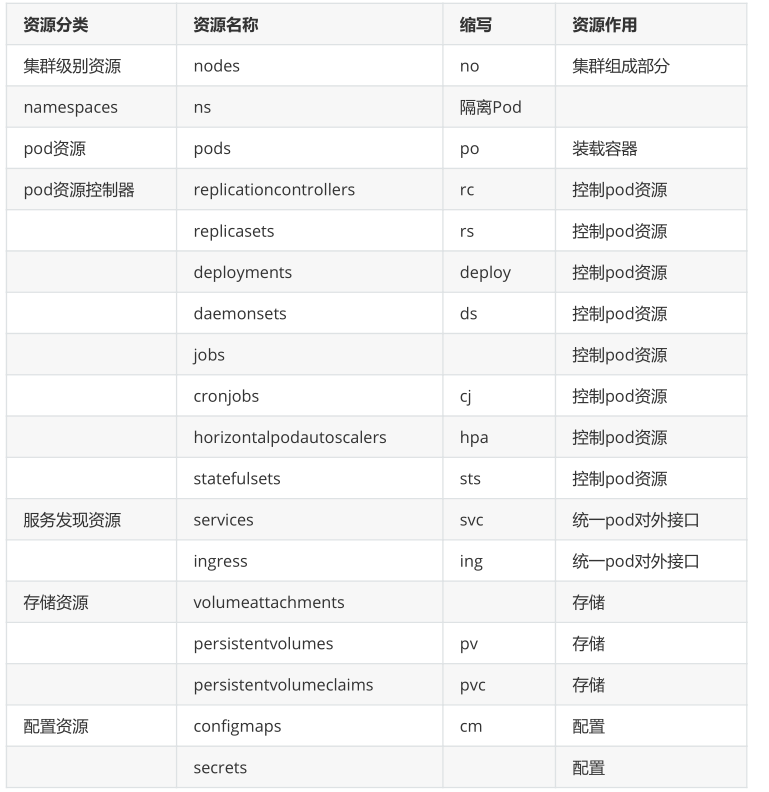 资源分类 资源名称 缩写 资源作用
集群级别资源 nodes no 集群组成部分
namespaces ns 隔离Pod
pod资源 pods po 装载容器
pod资源控制器 replicationcontrollers rc 控制pod资源
replicasets rs 控制pod资源
deployments deploy 控制pod资源
daemonsets ds 控制pod资源
jobs 控制pod资源
cronjobs cj 控制pod资源
horizontalpodautoscalers hpa 控制pod资源
statefulsets sts 控制pod资源
服务发现资源 services svc 统一pod对外接口
ingress ing 统一pod对外接口
存储资源 volumeattachments 存储
persistentvolumes pv 存储
persistentvolumeclaims pvc 存储
配置资源 configmaps cm 配置
secrets 配置